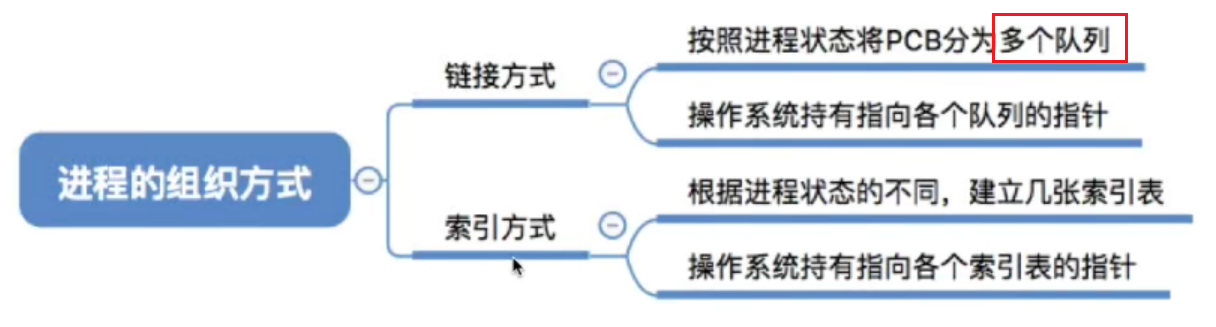 进程的组织方式
链接方式
按照进程状态将PCB分为多个队列
操作系统持有指向各个队列的指针
索引方式
根据进程状态的不同，建立几张索引表
操作系统持有指向各个索引表的指针